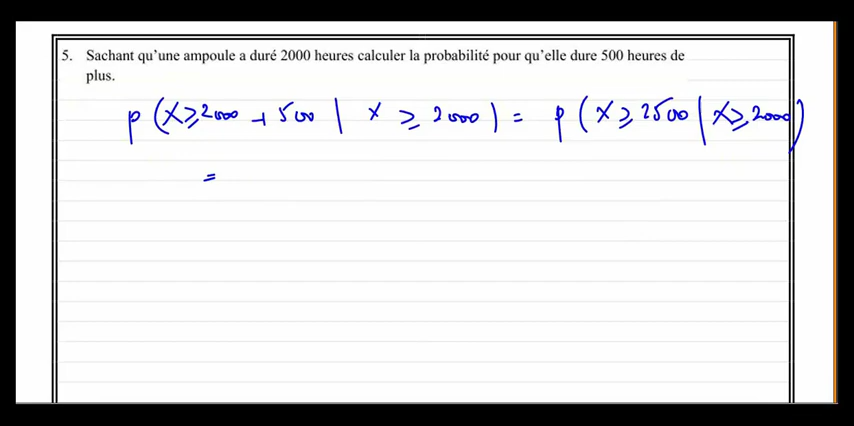 5. Sachant qu'une ampoule a duré 2000 heures calculer la probabilité pour qu'elle dure 500 heures de
plus.
p (X ≥ 2000 + 500 | X ≥ 2000) = p (X ≥ 2500 | X ≥ 2000)
=